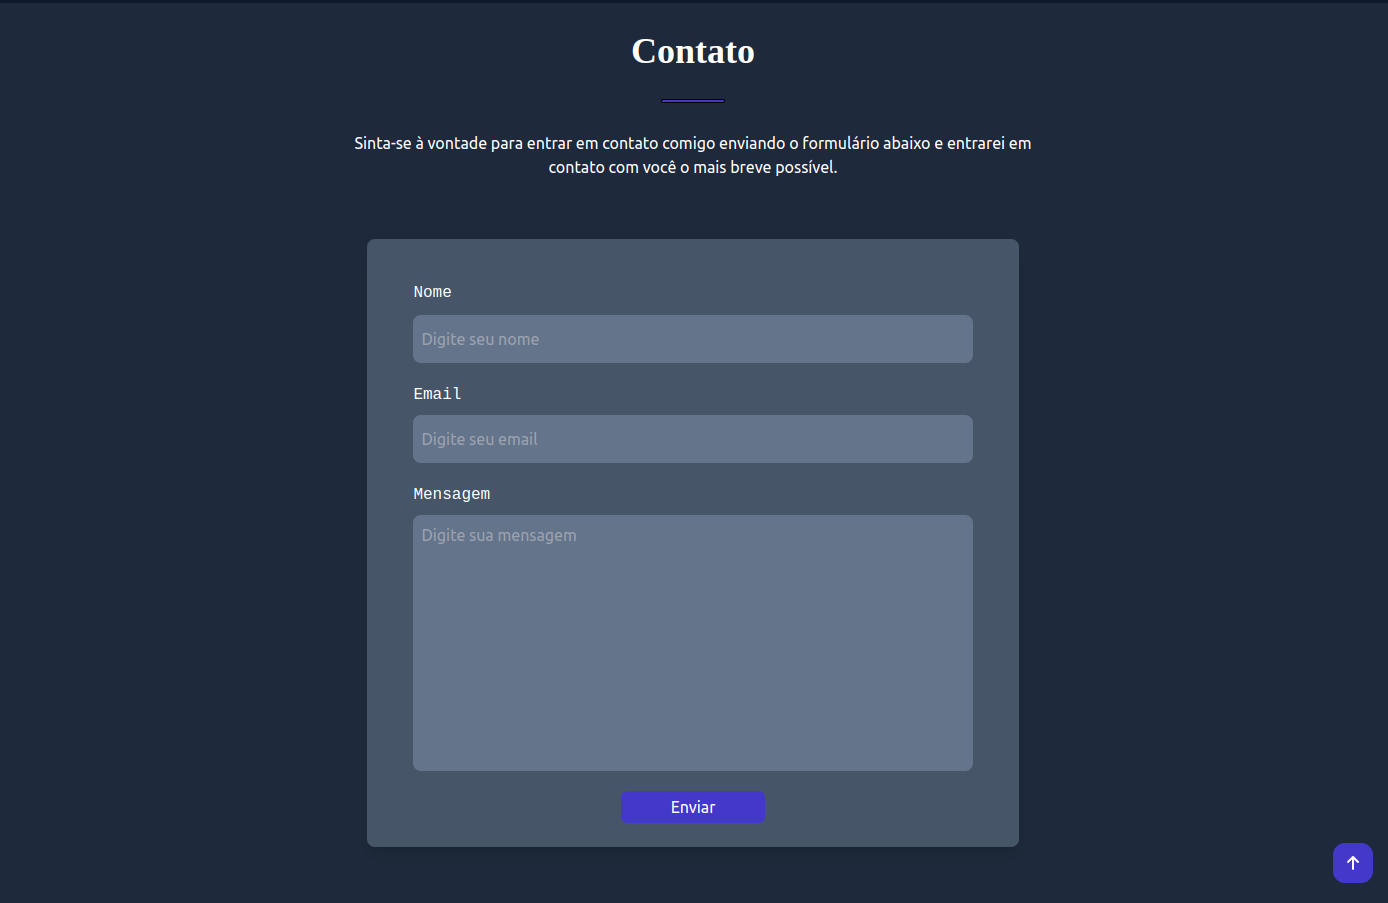 Contato
Sinta-se à vontade para entrar em contato comigo enviando o formulário abaixo e entrarei em
contato com você o mais breve possível.
Nome
Digite seu nome
Email
Digite seu email
Mensagem
Digite sua mensagem
Enviar